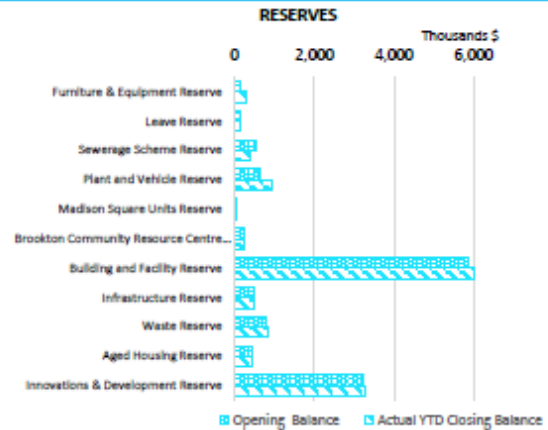 RESERVES
Thousands $
0 2,000 4,000 6,000
Furniture & Equipment Reserve
Leave Reserve
Sewerage Scheme Reserve
Plant and Vehicle Reserve
Madison Square Units Reserve
Brookton Community Resource Centre...
Building and Facility Reserve
Infrastructure Reserve
Waste Reserve
Aged Housing Reserve
Innovations & Development Reserve
Opening Balance Actual YTD Closing Balance